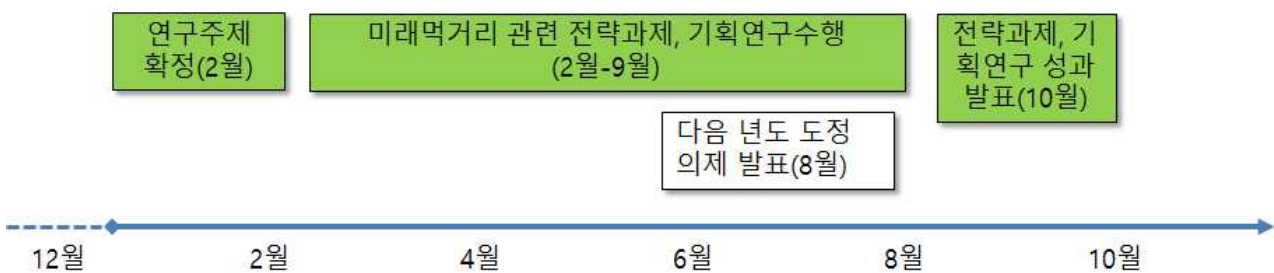 연구주제
확정(2월)
미래먹거리 관련 전략과제, 기획연구수행
(2월-9월)
전략과제, 기
획연구 성과
발표(10월)
다음 년도 도정
의제 발표(8월)
12월 2월 4월 6월 8월 10월